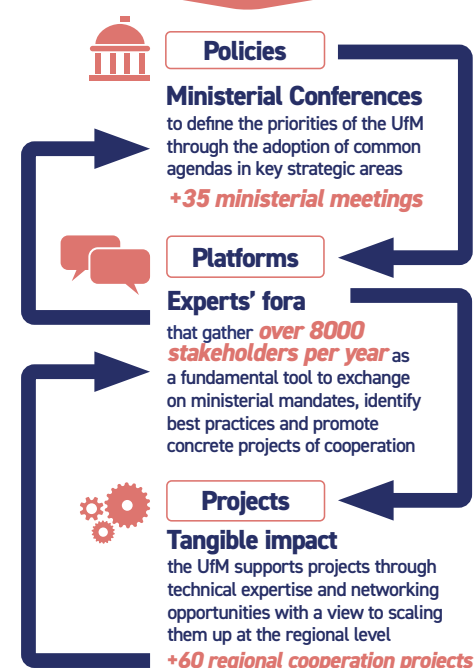 Policies
Ministerial Conferences
to define the priorities of the UfM
through the adoption of common
agendas in key strategic areas
+35 ministerial meetings
Platforms
Experts' fora
that gather over 8000
stakeholders per year as
a fundamental tool to exchange
on ministerial mandates, identify
best practices and promote
concrete projects of cooperation
Projects
Tangible impact
the UfM supports projects through
technical expertise and networking
opportunities with a view to scaling
them up at the regional level
+60 regional cooperation projects